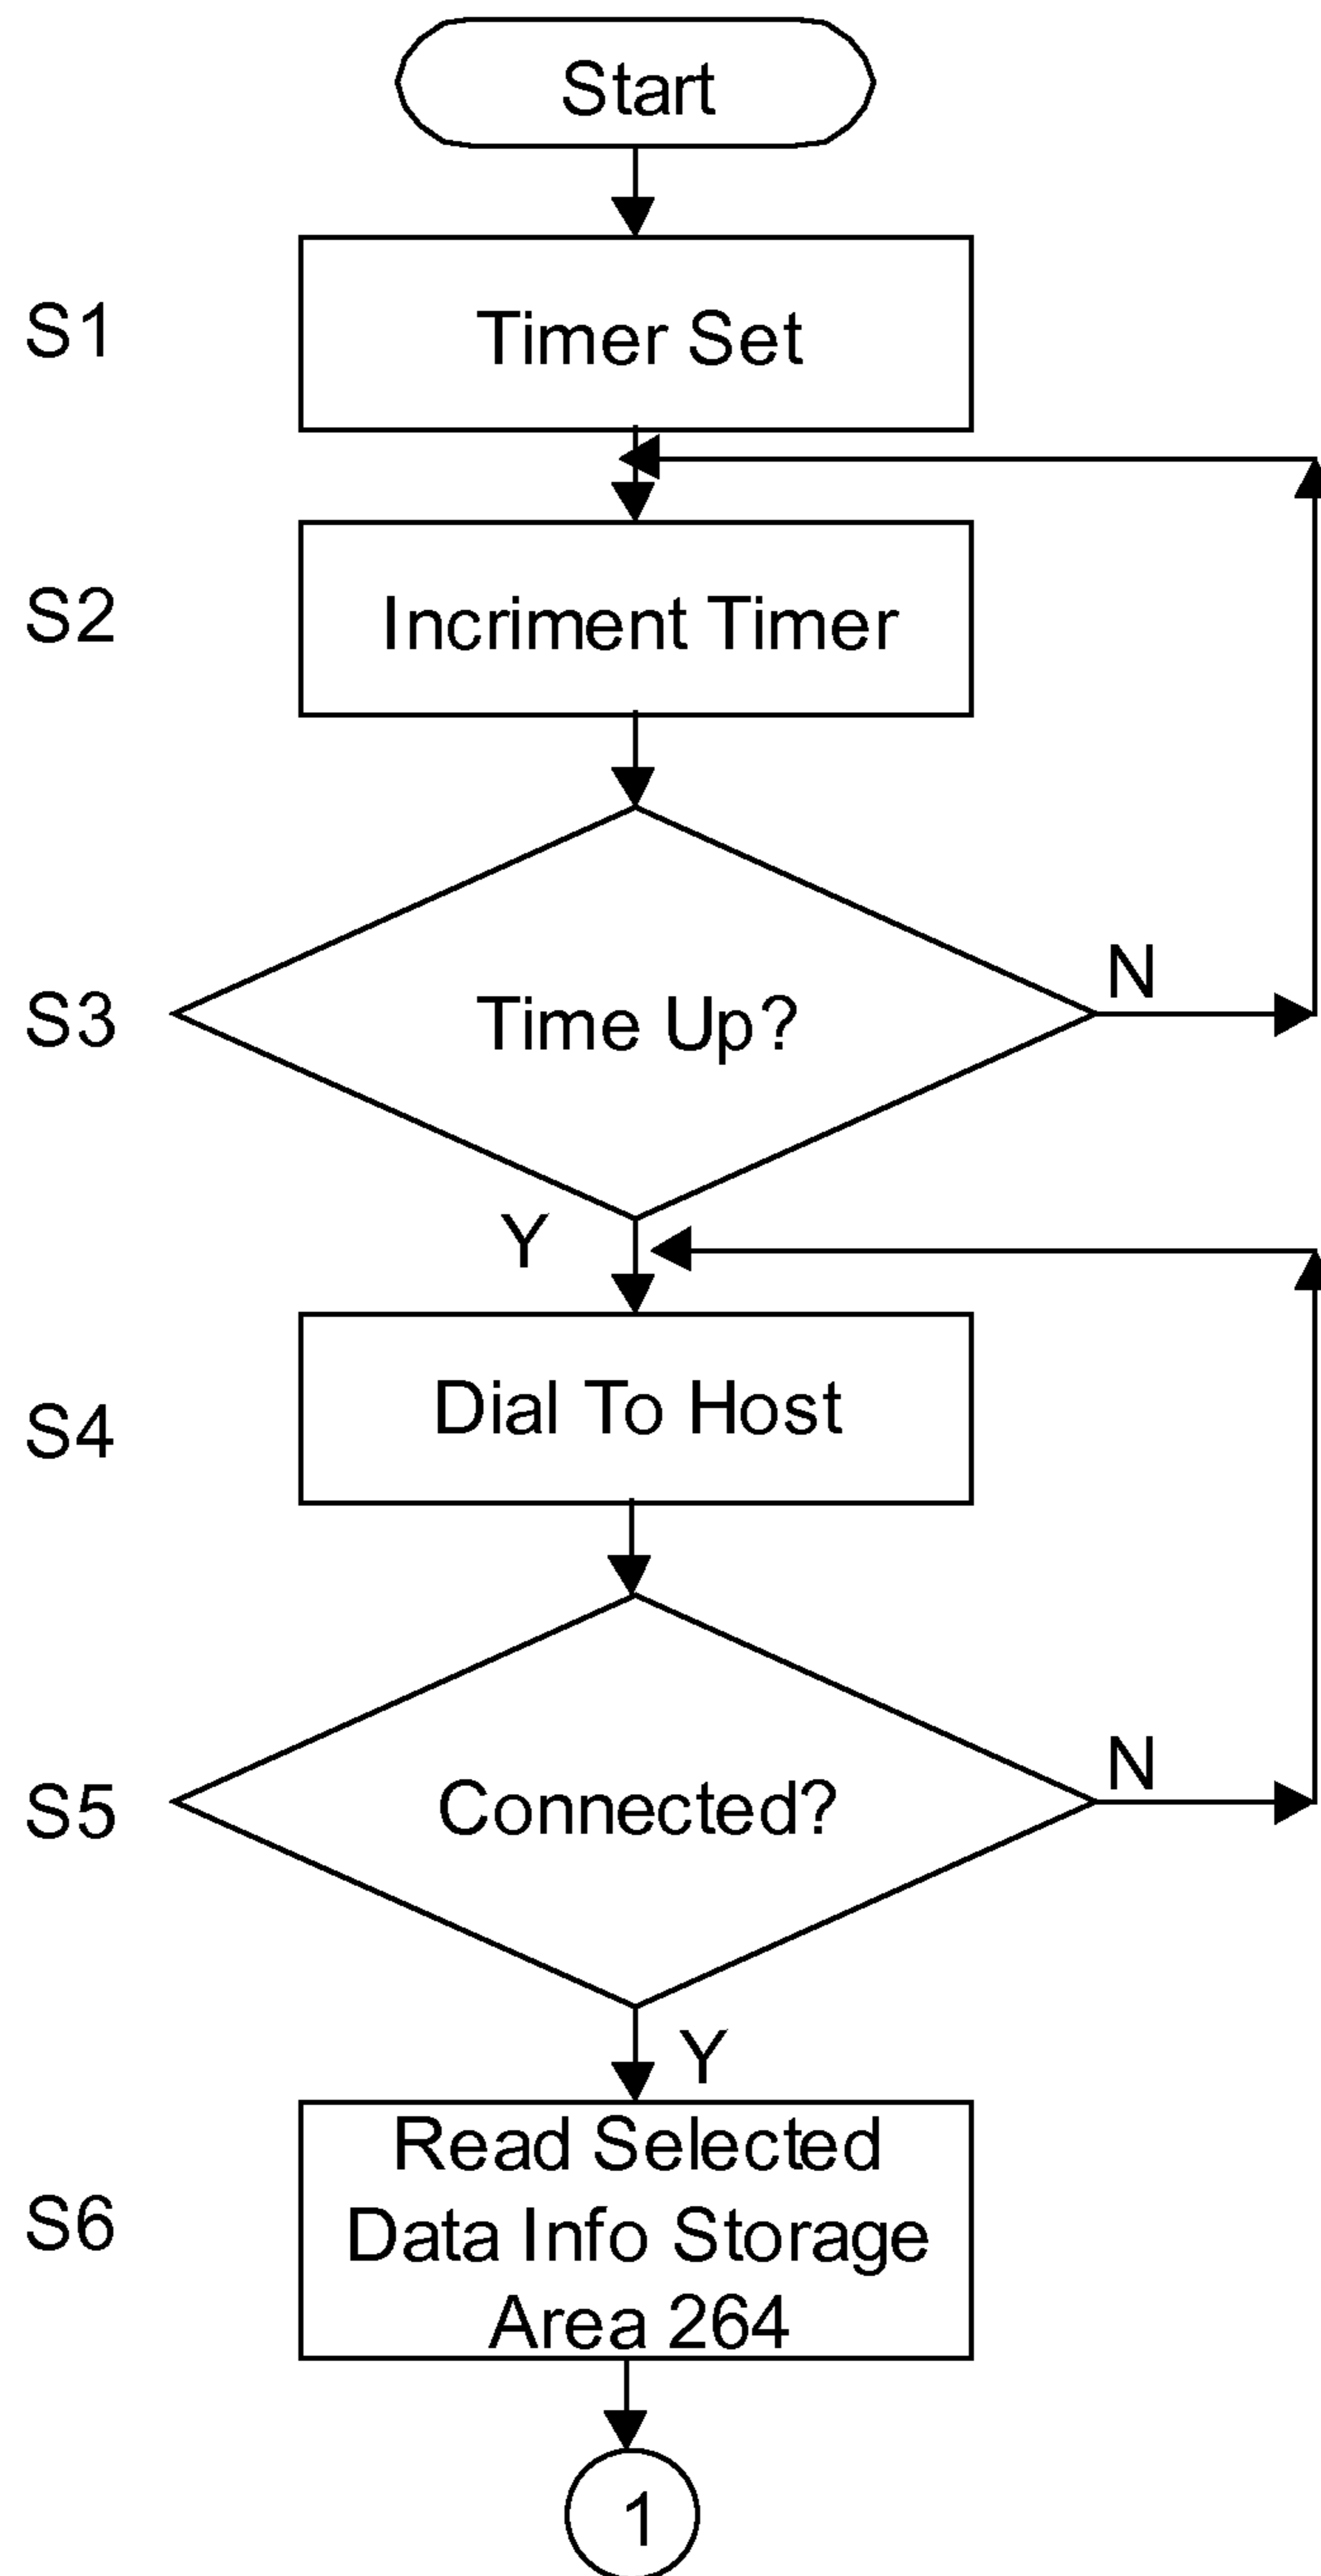 Start
S1
Timer Set
S2
Incriment Timer
S3
Time Up?
N
Y
S4
Dial To Host
S5
Connected?
N
Y
S6
Read Selected
Data Info Storage
Area 264
1